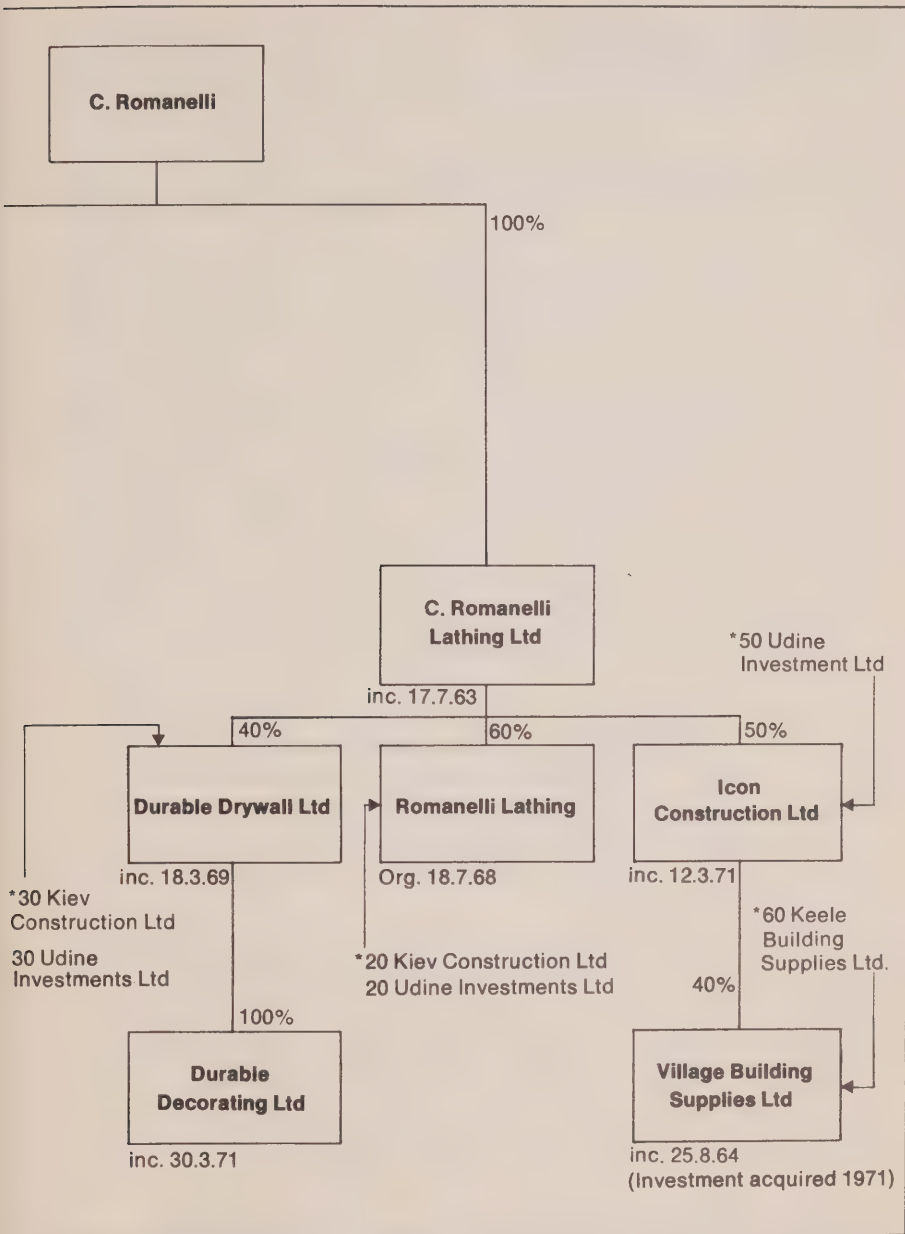 C. Romanelli
100%
C. Romanelli
Lathing Ltd
inc. 17.7.63
*50 Udine
Investment Ltd
40%
60%
50%
Durable Drywall Ltd
Romanelli Lathing
Icon
Construction Ltd
inc. 18.3.69
Org. 18.7.68
inc. 12.3.71
*30 Kiev
Construction Ltd
30 Udine
Investments Ltd
*20 Kiev Construction Ltd
20 Udine Investments Ltd
*60 Keele
Building
Supplies Ltd.
40%
100%
Durable
Decorating Ltd
Village Building
Supplies Ltd
inc. 30.3.71
inc. 25.8.64
(Investment acquired 1971)